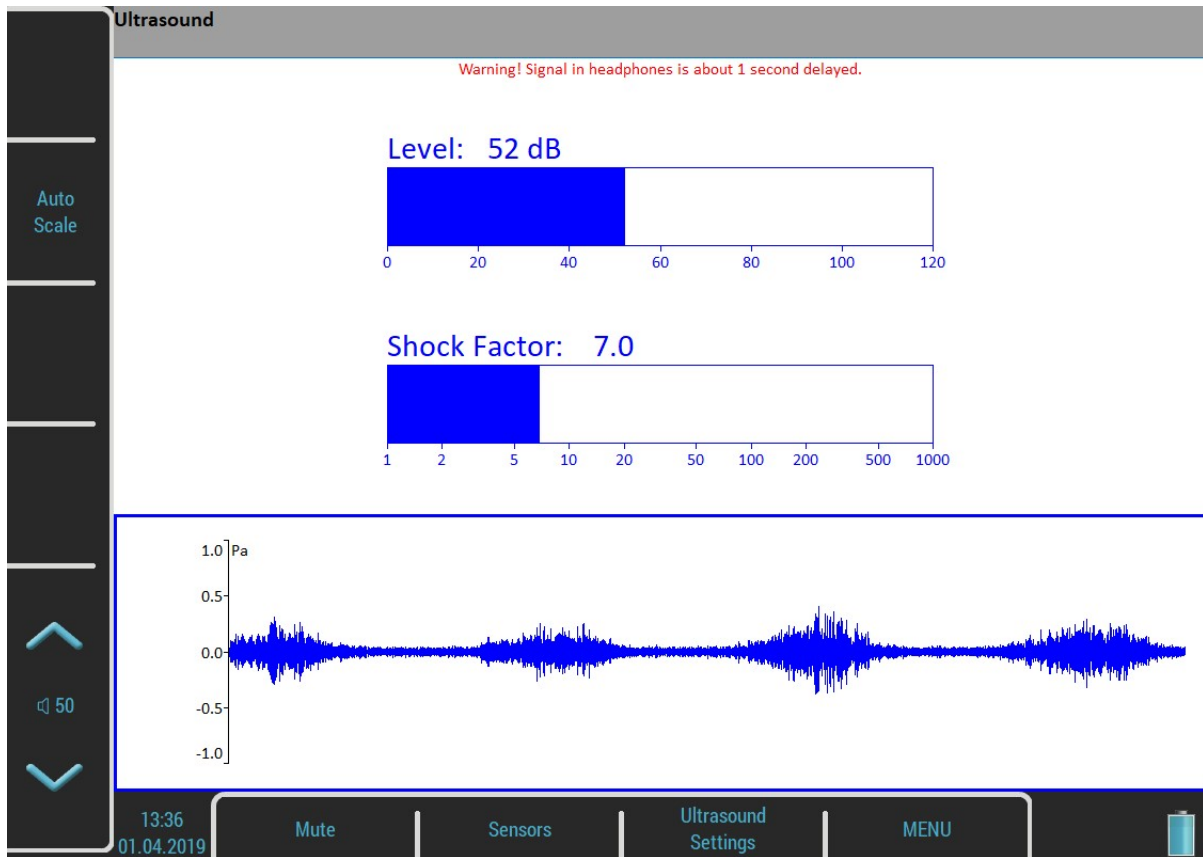 Ultrasound
Warning! Signal in headphones is about 1 second delayed.
Auto
Scale
Level: 52 dB
0 20 40 60 80 100 120
Shock Factor: 7.0
1 2 5 10 20 50 100 200 500 1000
1.0 Pa
0.5
0.0
-0.5
-1.0
50
13:36
01.04.2019
Mute
Sensors
Ultrasound
Settings
MENU